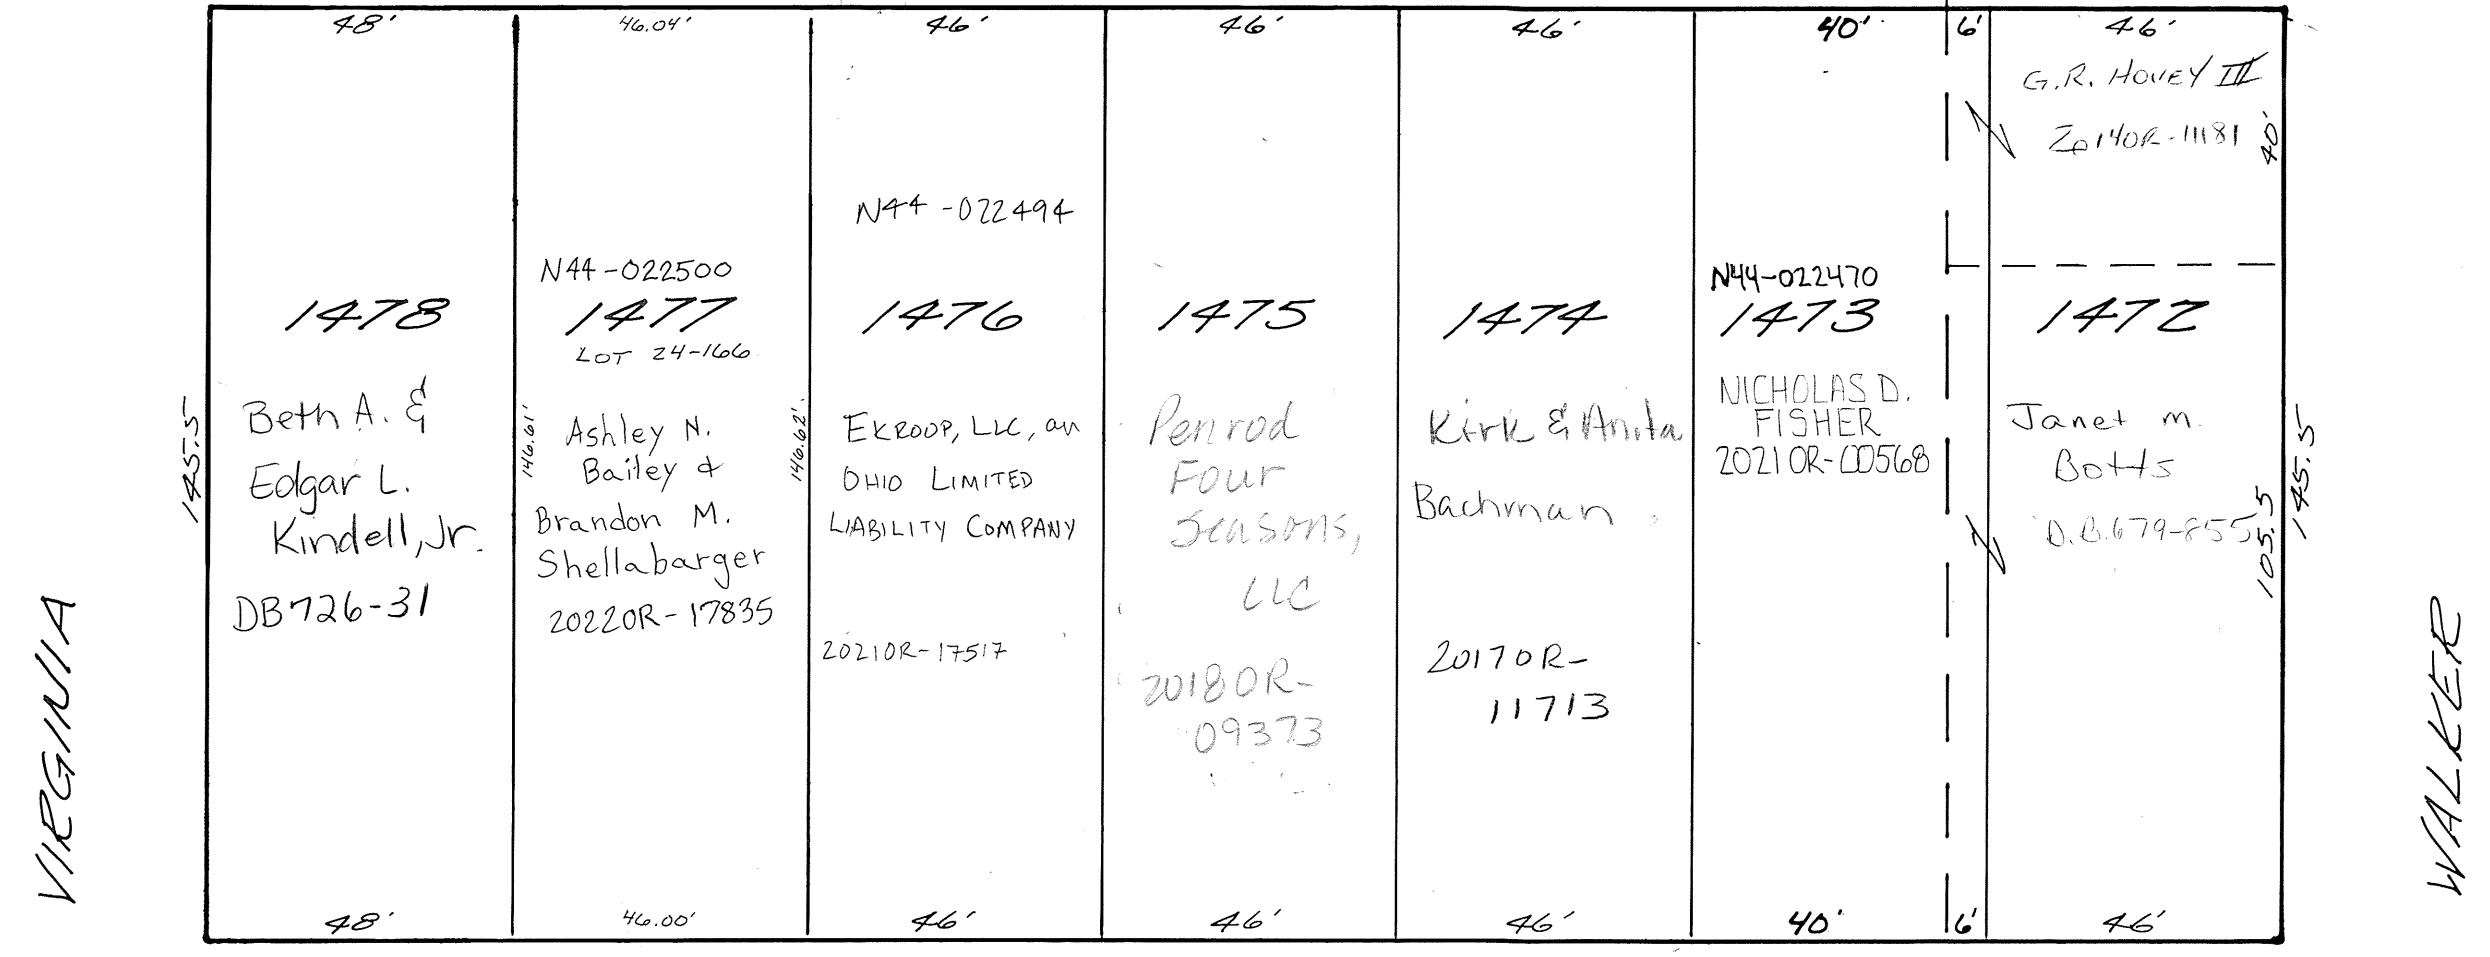 48'
46.04'
46'
46'
46'
40'
6'
46'
VIRGINIA
145.5
1478
Beth A. &
Edgar L.
Kindell, Jr.
DB726-31
48'
N44-022500
1477
LOT 24-166
146.61'
Ashley N.
Bailey &
Brandon M.
Shellabarger
2022OR-17835
146.62'
46.00'
N44-022494
1476
EKROOP, LLC, an
OHIO LIMITED
LIABILITY COMPANY
2021OR-17517
46'
1475
Penrod
Four
Seasons,
LLC
2018OR-
09373
46'
1474
Kirk & Anita
Bachman
2017OR-
11713
46'
N44-022470
1473
NICHOLAS D.
FISHER
2021OR-00568
40'
6'
G.R. HOVEY III
2014OR-11181
40'
1472
Janet M.
Botts
D.B.679-855
105.5
145.5
46'
WALKER